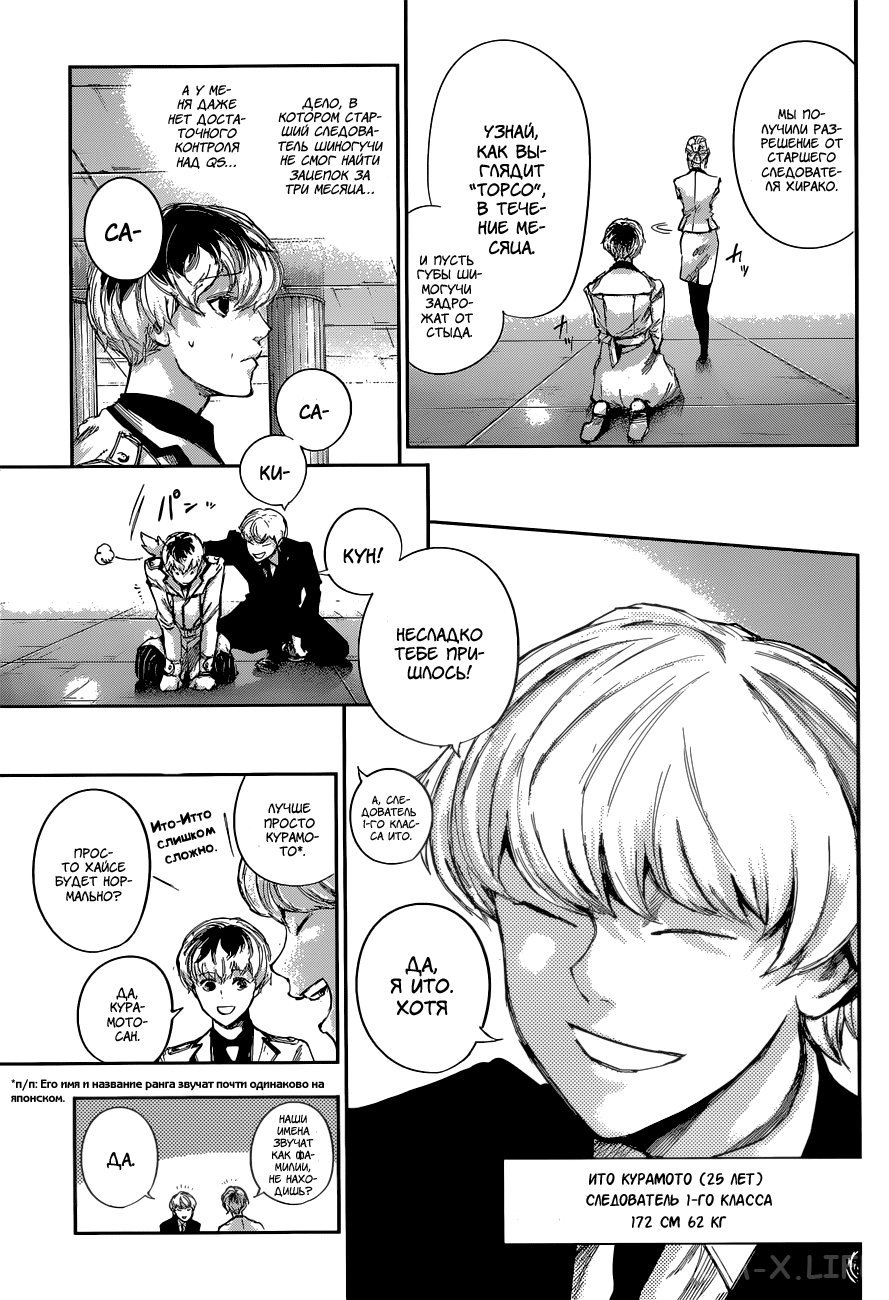 МЫ ПО-
ЛУЧИЛИ РАЗ-
РЕШЕНИЕ ОТ
СТАРШЕГО
СЛЕДОВАТЕ-
ЛЯ ХИРАКО.
УЗНАЙ,
КАК ВЫ-
ГЛЯДИТ
"ТОРСО",
В ТЕЧЕ-
НИЕ МЕ-
СЯЦА.
И ПУСТЬ
ГУБЫ ШИ-
МОГУЧИ
ЗАДРО-
ЖАТ ОТ
СТЫДА.
ДЕЛО, В
КОТОРОМ СТАР-
ШИЙ СЛЕДОВА-
ТЕЛЬ ШИНОГУЧИ
НЕ СМОГ НАЙТИ
ЗАЦЕПОК ЗА
ТРИ МЕСЯЦА...
А У МЕ-
НЯ ДАЖЕ
НЕТ ДОСТА-
ТОЧНОГО
КОНТРОЛЯ
НАД QS...
СА-
СА-
КИ-
КУН!
パン
НЕСЛАДКО
ТЕБЕ ПРИ-
ШЛОСЬ!
А, СЛЕ-
ДОВАТЕЛЬ
1-ГО КЛАС-
СА ИТО.
ДА,
Я ИТО.
ХОТЯ
ИТО КУРАМОТО (25 ЛЕТ)
СЛЕДОВАТЕЛЬ 1-ГО КЛАССА
172 СМ 62 КГ
ЛУЧШЕ
ПРОСТО
КУРАМО-
ТО*.
Ито-Итто
слишком
сложно.
ПРОС-
ТО ХАЙСЕ
БУДЕТ НОР-
МАЛЬНО?
ДА,
КУРА-
МОТО-
САН.
*п/п: Его имя и название ранга звучат почти одинаково на
японском.
НАШИ
ИМЕНА
ЗВУЧАТ
КАК ФА-
МИЛИИ,
НЕ НАХО-
ДИШЬ?
ДА.